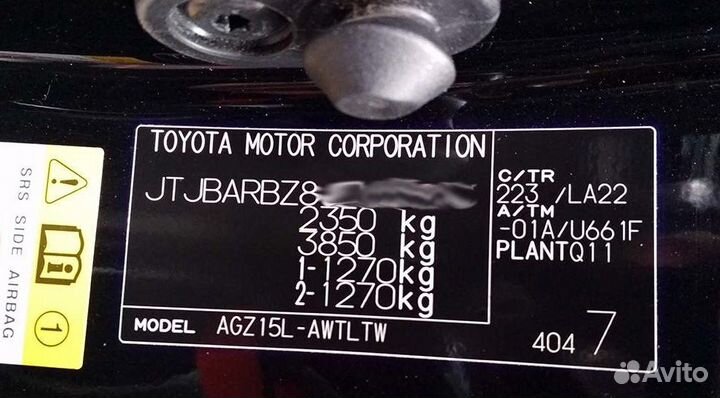 TOYOTA MOTOR CORPORATION
JTJBARBZ8
2350 kg
3850 kg
1-1270kg
2-1270kg
MODEL AGZ15L-AWTLTW
C/TR
223 /LA22
A/TM
-01A/U661F
PLANTQ11
404 7
SRS SIDE AIRBAG
1
Avito